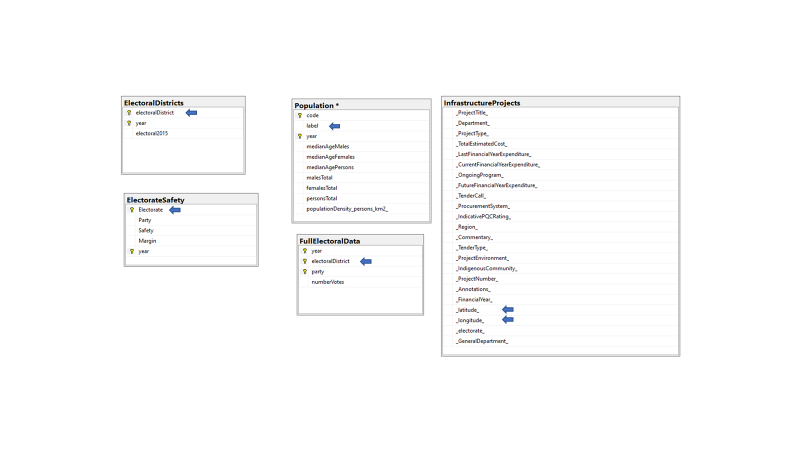 ElectoralDistricts
electoralDistrict
year
electoral2015
ElectorateSafety
Electorate
Party
Safety
Margin
year
Population *
code
label
year
medianAgeMales
medianAgeFemales
medianAgePersons
malesTotal
femalesTotal
personsTotal
populationDensity_persons_km2_
FullElectoralData
year
electoralDistrict
party
numberVotes
InfrastructureProjects
_ProjectTitle_
_Department_
_ProjectType_
_TotalEstimatedCost_
_LastFinancialYearExpenditure_
_CurrentFinancialYearExpenditure_
_OngoingProgram_
_FutureFinancialYearExpenditure_
_TenderCall_
_ProcurementSystem_
_IndicativePQCRating_
_Region_
_Commentary_
_TenderType_
_ProjectEnvironment_
_IndigenousCommunity_
_ProjectNumber_
_Annotations_
_FinancialYear_
_latitude_
_longitude_
_electorate_
_GeneralDepartment_